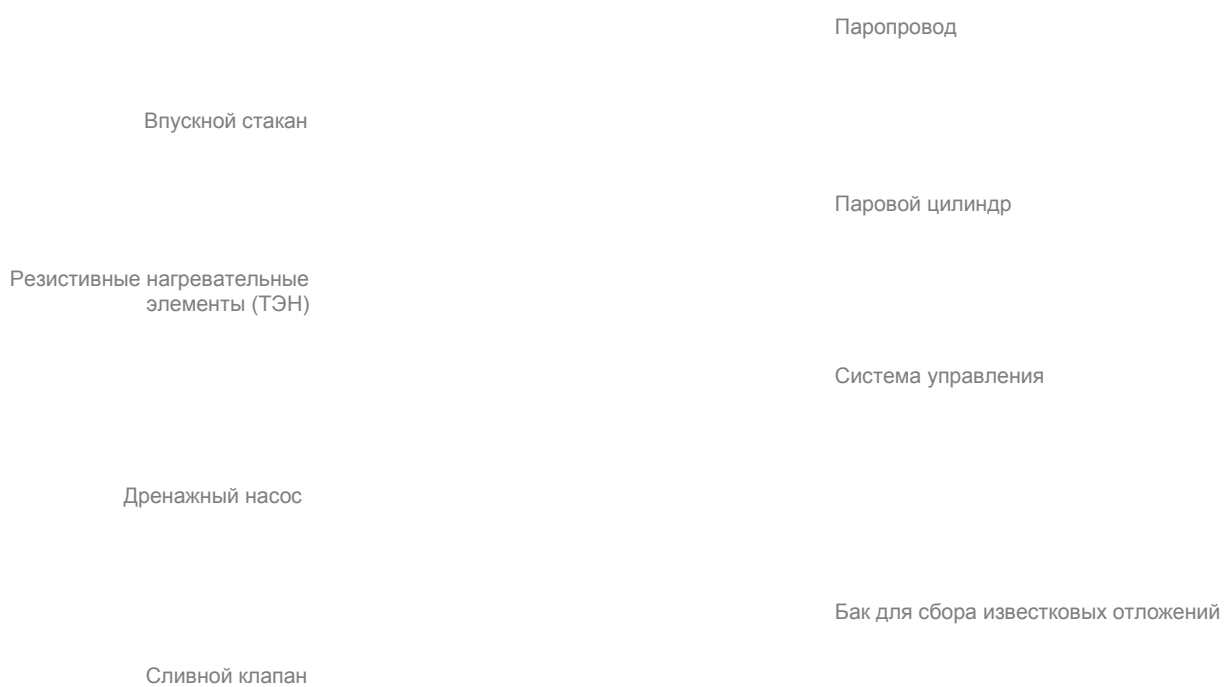 Паропровод
Впускной стакан
Паровой цилиндр
Резистивные нагревательные
элементы (ТЭН)
Система управления
Дренажный насос
Бак для сбора известковых отложений
Сливной клапан